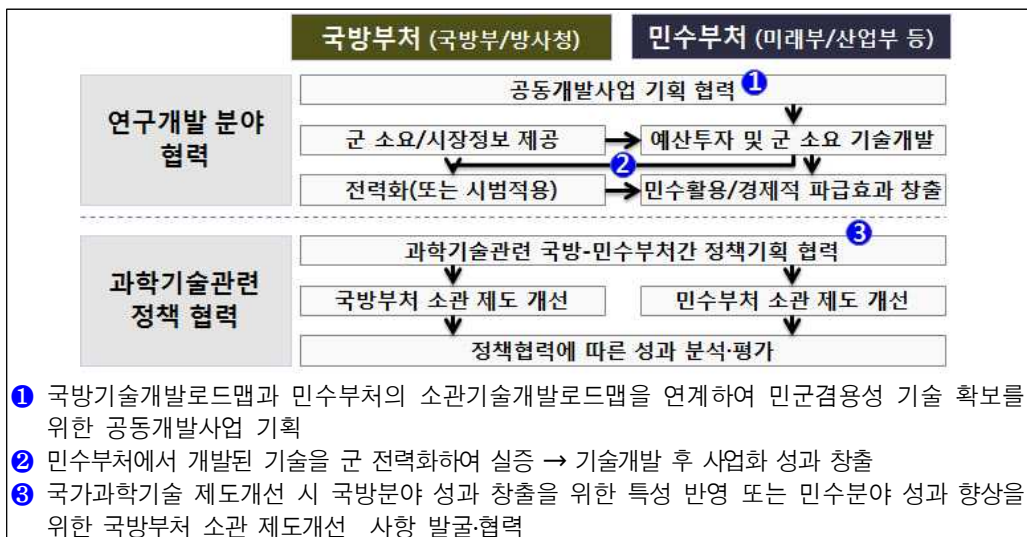 국방부처 (국방부/방사청) 민수부처 (미래부/산업부 등)
연구개발 분야
협력
공동개발사업 기획 협력 ❶
군 소요/시장정보 제공 예산투자 및 군 소요 기술개발
❷
전력화(또는 시범적용) 민수활용/경제적 파급효과 창출
과학기술관련
정책 협력
과학기술관련 국방-민수부처간 정책기획 협력 ❸
국방부처 소관 제도 개선 민수부처 소관 제도 개선
정책협력에 따른 성과 분석·평가
❶ 국방기술개발로드맵과 민수부처의 소관기술개발로드맵을 연계하여 민군겸용성 기술 확보를
위한 공동개발사업 기획
❷ 민수부처에서 개발된 기술을 군 전력화하여 실증 → 기술개발 후 사업화 성과 창출
❸ 국가과학기술 제도개선 시 국방분야 성과 창출을 위한 특성 반영 또는 민수분야 성과 향상을
위한 국방부처 소관 제도개선 사항 발굴·협력